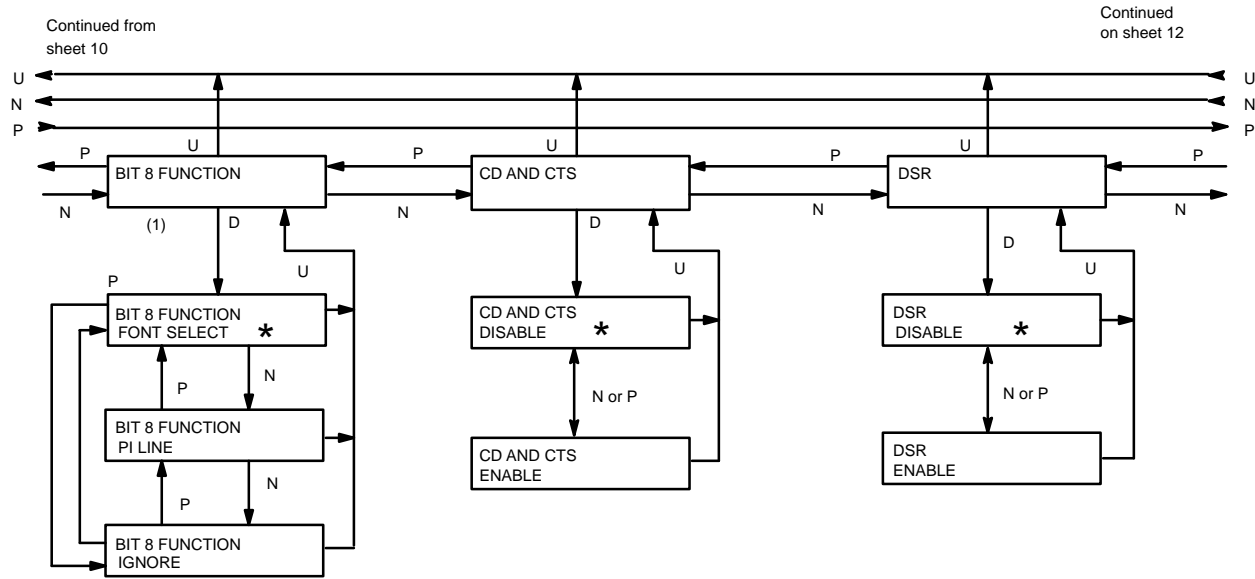 Continued from
sheet 10
Continued
on sheet 12
U
U
N
N
P
P
P
U
P
U
P
U
P
BIT 8 FUNCTION
CD AND CTS
DSR
N
(1)
D
N
D
N
D
N
U
U
U
P
BIT 8 FUNCTION
FONT SELECT *
CD AND CTS
DISABLE *
DSR
DISABLE *
P
N
N or P
N or P
BIT 8 FUNCTION
PI LINE
CD AND CTS
ENABLE
DSR
ENABLE
P
N
BIT 8 FUNCTION
IGNORE